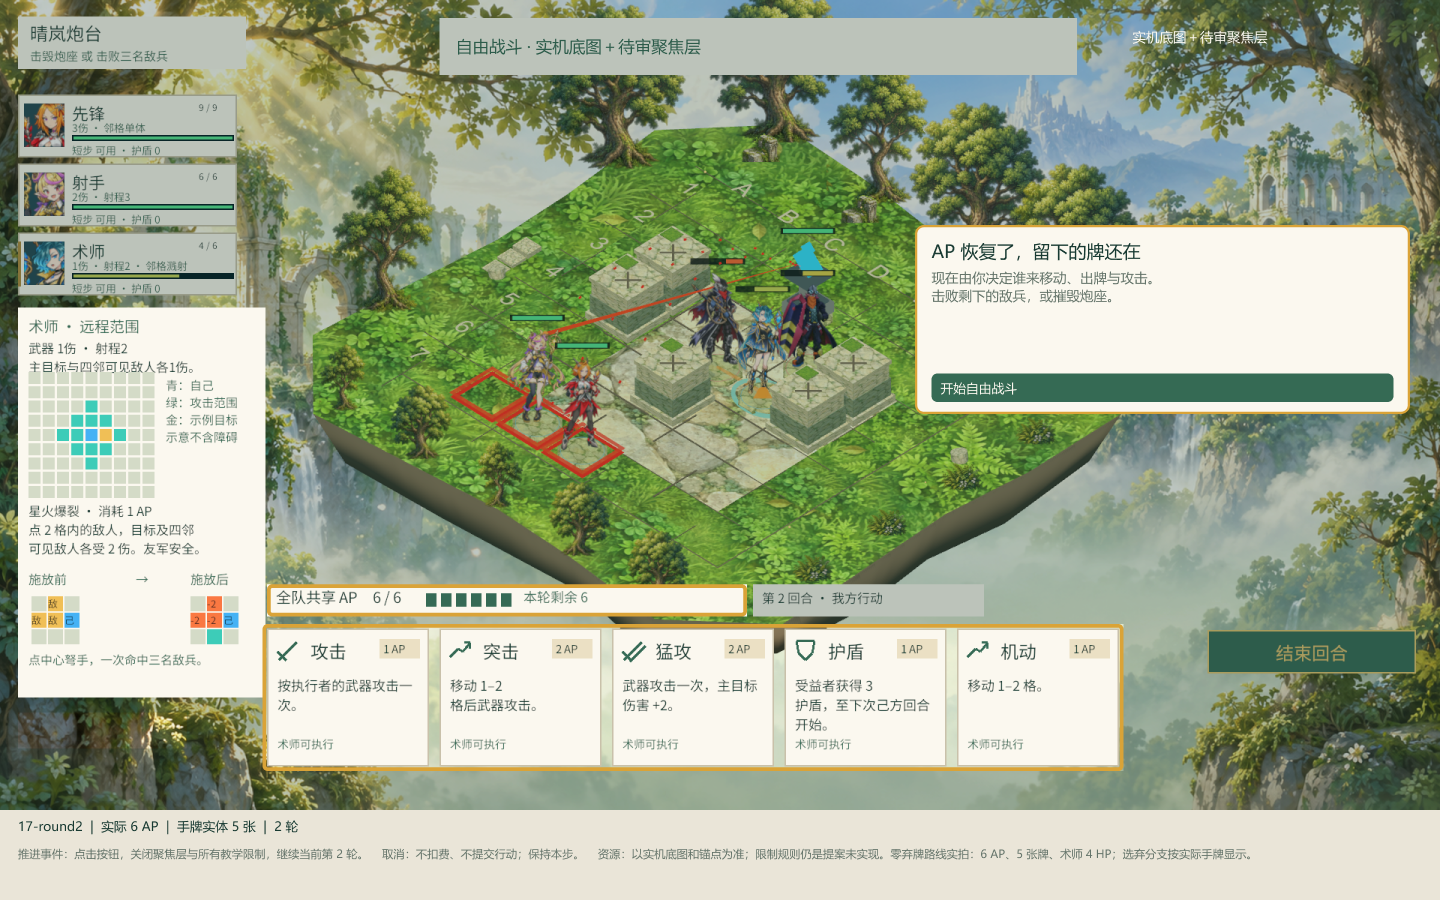 晴岚炮台
击毁炮座 或 击败三名敌兵
自由战斗 · 实机底图 + 待审聚焦层
实机底图 + 待审聚焦层
先锋
9 / 9
3伤 · 邻格单体
短步 可用 · 护盾 0
射手
6 / 6
2伤 · 射程3
短步 可用 · 护盾 0
术师
4 / 6
1伤 · 射程2 · 邻格溅射
短步 可用 · 护盾 0
术师 · 远程范围
武器 1伤 · 射程2
主目标与四邻可见敌人各1伤。
青：自己
绿：攻击范围
金：示例目标
示意不含障碍
星火爆裂 · 消耗 1 AP
点 2 格内的敌人，目标及四邻
可见敌人各受 2 伤。友军安全。
施放前 → 施放后
敌
敌 敌 己
-2
-2 -2 己
点中心弩手，一次命中三名敌兵。
AP 恢复了，留下的牌还在
现在由你决定谁来移动、出牌与攻击。
击败剩下的敌兵，或摧毁炮座。
开始自由战斗
全队共享 AP 6 / 6 本轮剩余 6
第 2 回合 · 我方行动
攻击
1 AP
按执行者的武器攻击一
次。
术师可执行
突击
2 AP
移动 1–2
格后武器攻击。
术师可执行
猛攻
2 AP
武器攻击一次，主目标
伤害 +2。
术师可执行
护盾
1 AP
受益者获得 3
护盾，至下次己方回合
开始。
术师可执行
机动
1 AP
移动 1–2 格。
术师可执行
结束回合
17-round2 | 实际 6 AP | 手牌实体 5 张 | 2 轮
推进事件：点击按钮，关闭聚焦层与所有教学限制，继续当前第 2 轮。 取消：不扣费、不提交行动；保持本步。 资源：以实机底图和锚点为准；限制规则仍是提案未实现。零弃牌路线实拍：6 AP、5 张牌、术师 4 HP；选弃分支按实际手牌显示。